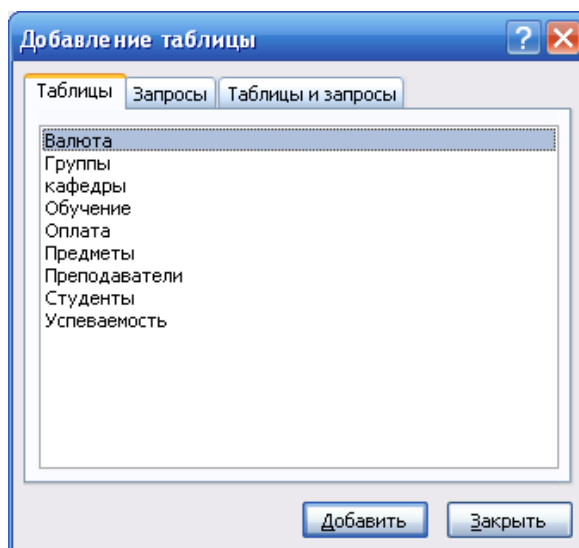 Добавление таблицы
?
Таблицы Запросы Таблицы и запросы
Валюта
Группы
кафедры
Обучение
Оплата
Предметы
Преподаватели
Студенты
Успеваемость
Добавить Закрыть